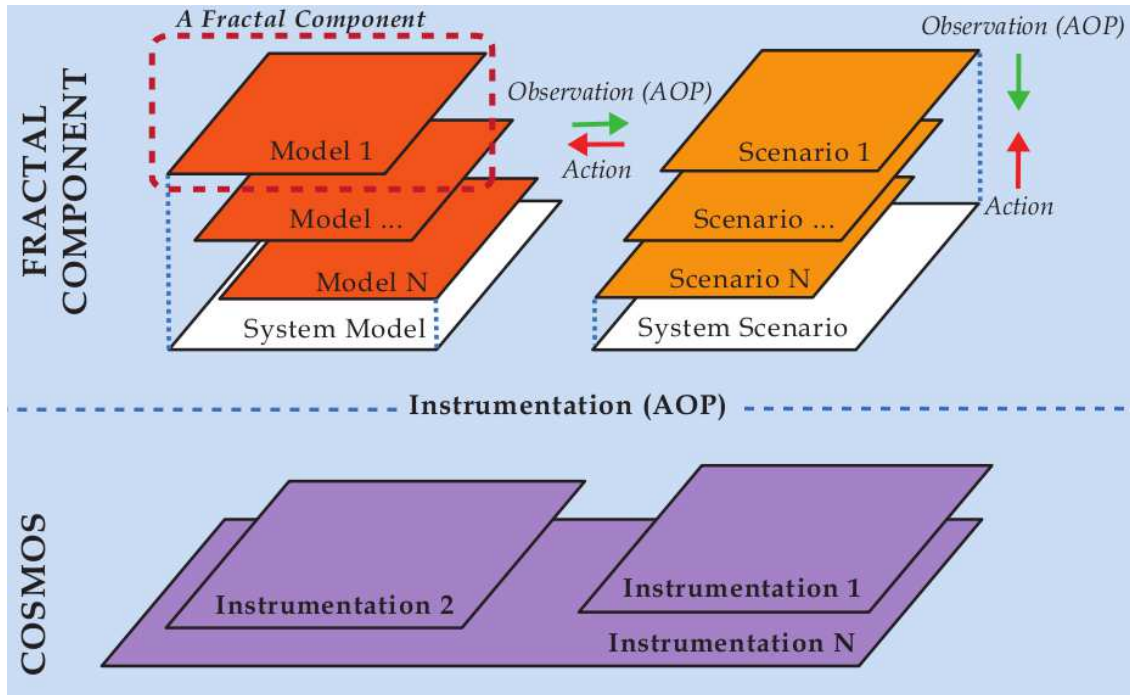 A Fractal Component
FRACTAL
COMPONENT
Model 1
Model ...
Model N
System Model
Observation (AOP)
Action
Scenario 1
Scenario ...
Scenario N
System Scenario
Observation (AOP)
Action
Instrumentation (AOP)
COSMOS
Instrumentation 2
Instrumentation 1
Instrumentation N